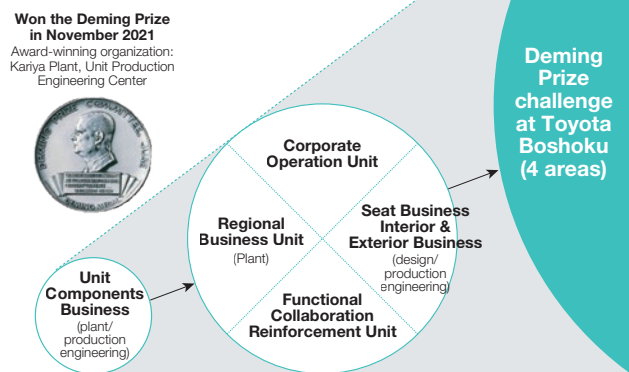 Won the Deming Prize
in November 2021
Award-winning organization:
Kariya Plant, Unit Production
Engineering Center
Deming
Prize
challenge
at Toyota
Boshoku
(4 areas)
Corporate
Operation Unit
Regional
Business Unit
(Plant)
Seat Business
Interior &
Exterior Business
(design/
production
engineering)
Functional
Collaboration
Reinforcement Unit
Unit
Components
Business
(plant/
production
engineering)